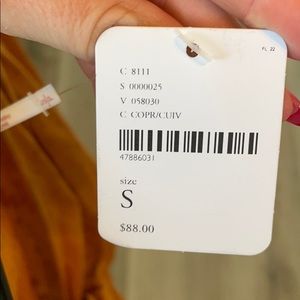 FL 22
C 8111
S 0000025
V 058030
C COPR/CUIV
47886031
size
S
$88.00